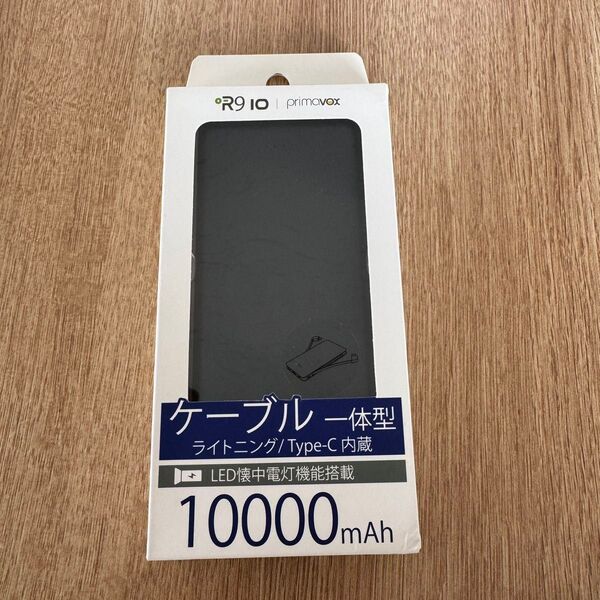 R9 IO | primavox
ケーブル 一体型
ライトニング/Type-C 内蔵
LED懐中電灯機能搭載
10000mAh